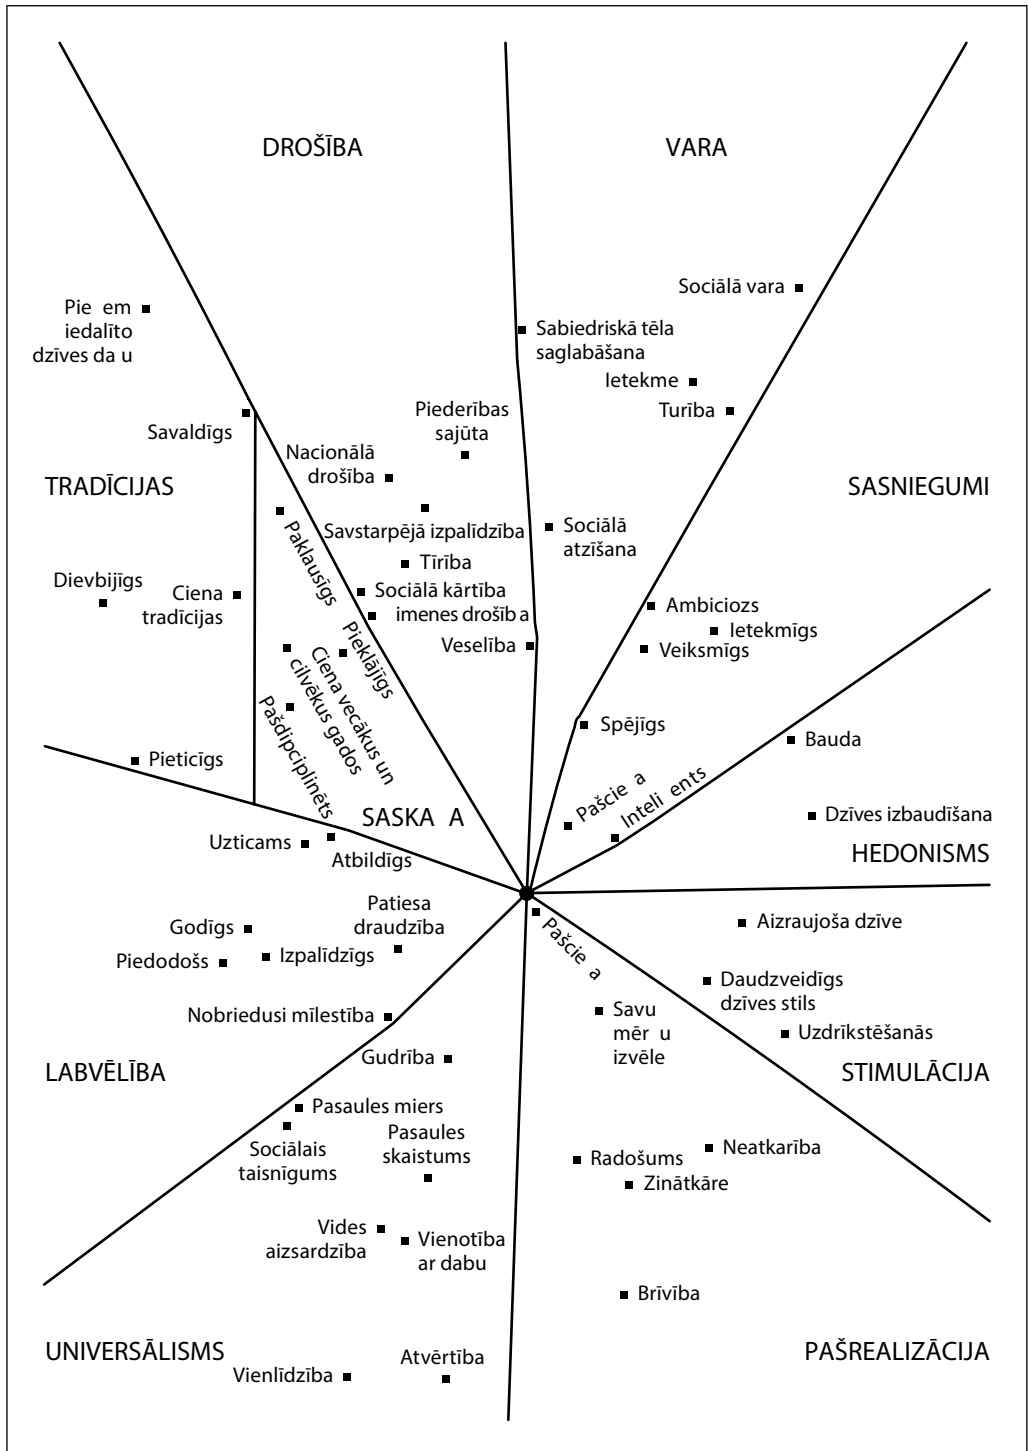 DROŠĪBA
VARA
Sociālā vara
Pie em
iedalīto
dzīves da u
Sabiedriskā tēla
saglabāšana
Ietekme
Turība
Piederības
sajūta
Savaldīgs
Nacionālā
drošība
TRADĪCIJAS
SASNIEGUMI
Savstarpējā izpalīdzība
Sociālā
atzīšana
Paklausīgs
Tīrība
Dievbijīgs
Ciena
tradīcijas
Sociālā kārtība
imenes drošīb a
Ambiciozs
Ietekmīgs
Veiksmīgs
Veselība
Pieklājīgs
Ciena vecākus un
cilvēkus gados
Pašdipciplinēts
Spējīgs
Bauda
Pieticīgs
Pašcie a
Inteli ents
SASKA A
Dzīves izbaudīšana
Uzticams
Atbildīgs
HEDONISMS
Patiesa
draudzība
Godīgs
Pašcie a
Aizraujoša dzīve
Piedodošs
Izpalīdzīgs
Daudzveidīgs
dzīves stils
Nobriedusi mīlestība
Savu
mēr u
izvēle
Uzdrīkstēšanās
Gudrība
LABVĒLĪBA
STIMULĀCIJA
Pasaules miers
Sociālais
taisnīgums
Pasaules
skaistums
Neatkarība
Radošums
Zinātkāre
Vides
aizsardzība
Vienotība
ar dabu
Brīvība
UNIVERSĀLISMS
PAŠREALIZĀCIJA
Vienlīdzība
Atvērtība